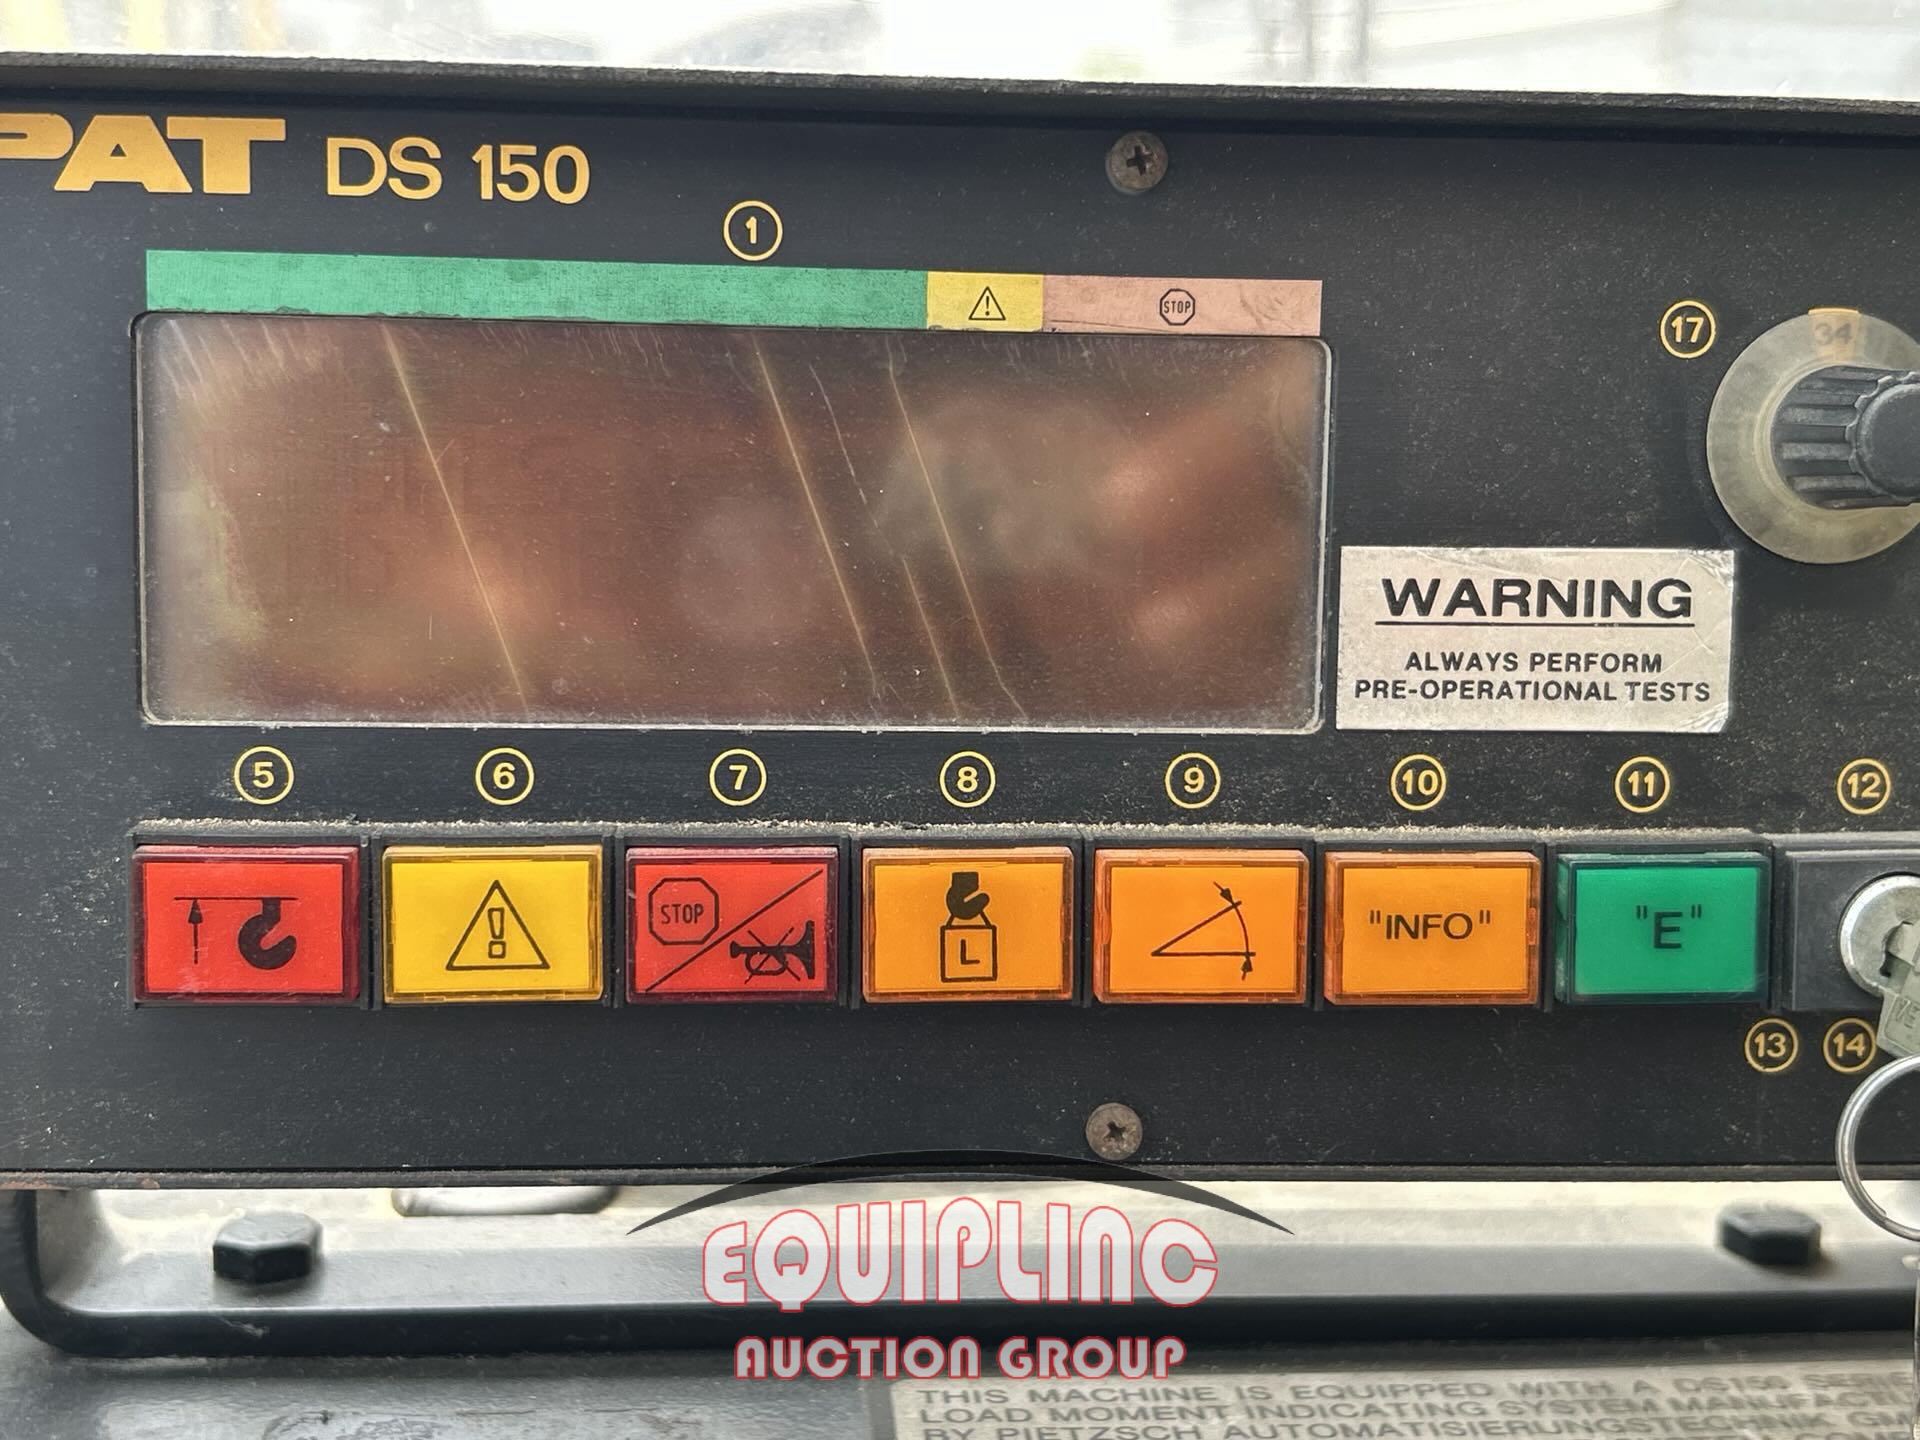 PAT DS 150
1
STOP
17
34
WARNING
ALWAYS PERFORM
PRE-OPERATIONAL TESTS
5 6 7 8 9 10 11 12
STOP
L
"INFO"
"E"
13 14
EQUIPLINC
AUCTION GROUP
THIS MACHINE IS EQUIPPED WITH A DS150
LOAD MOMENT INDICATING SYSTEM
BY PIETZSCH AUTOMATISIERUNGSTECHNIK